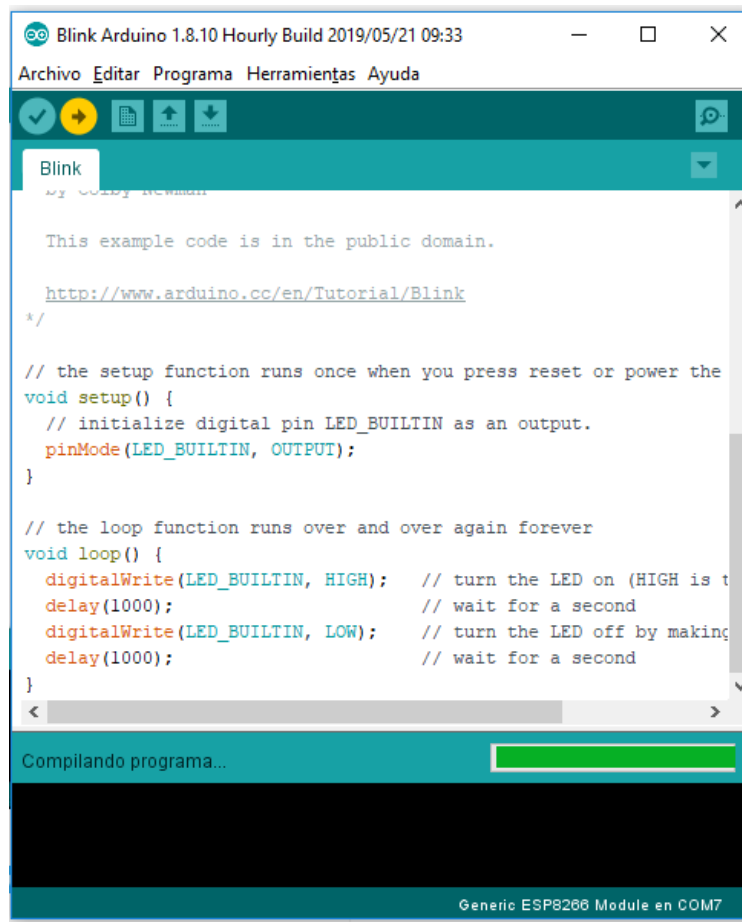 Blink Arduino 1.8.10 Hourly Build 2019/05/21 09:33
Archivo Editar Programa Herramientas Ayuda
Blink
by Colby Newman
This example code is in the public domain.
http://www.arduino.cc/en/Tutorial/Blink
*/
// the setup function runs once when you press reset or power the
void setup() {
// initialize digital pin LED_BUILTIN as an output.
pinMode(LED_BUILTIN, OUTPUT);
}
// the loop function runs over and over again forever
void loop() {
digitalWrite(LED_BUILTIN, HIGH); // turn the LED on (HIGH is t
delay(1000); // wait for a second
digitalWrite(LED_BUILTIN, LOW); // turn the LED off by making
delay(1000); // wait for a second
}
Compilando programa...
Generic ESP8266 Module en COM7